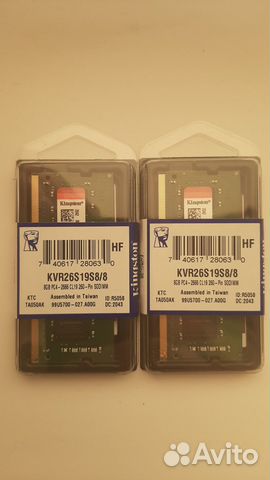 Kingston
Kingston
HF
7 40617 28063 0
KVR26S19S8/8
8GB PC4 - 2666 CL19 260 - Pin SODIMM
KTC
Assembled in Taiwan
ID:R5050
TA050AK
99U5700 - 027.A00G
DC:2043
HF
7 40617 28063 0
KVR26S19S8/8
8GB PC4 - 2666 CL19 260 - Pin SODIMM
KTC
Assembled in Taiwan
ID:R5050
TA050AK
99U5700 - 027.A00G
DC:2043
Kingston
Avito